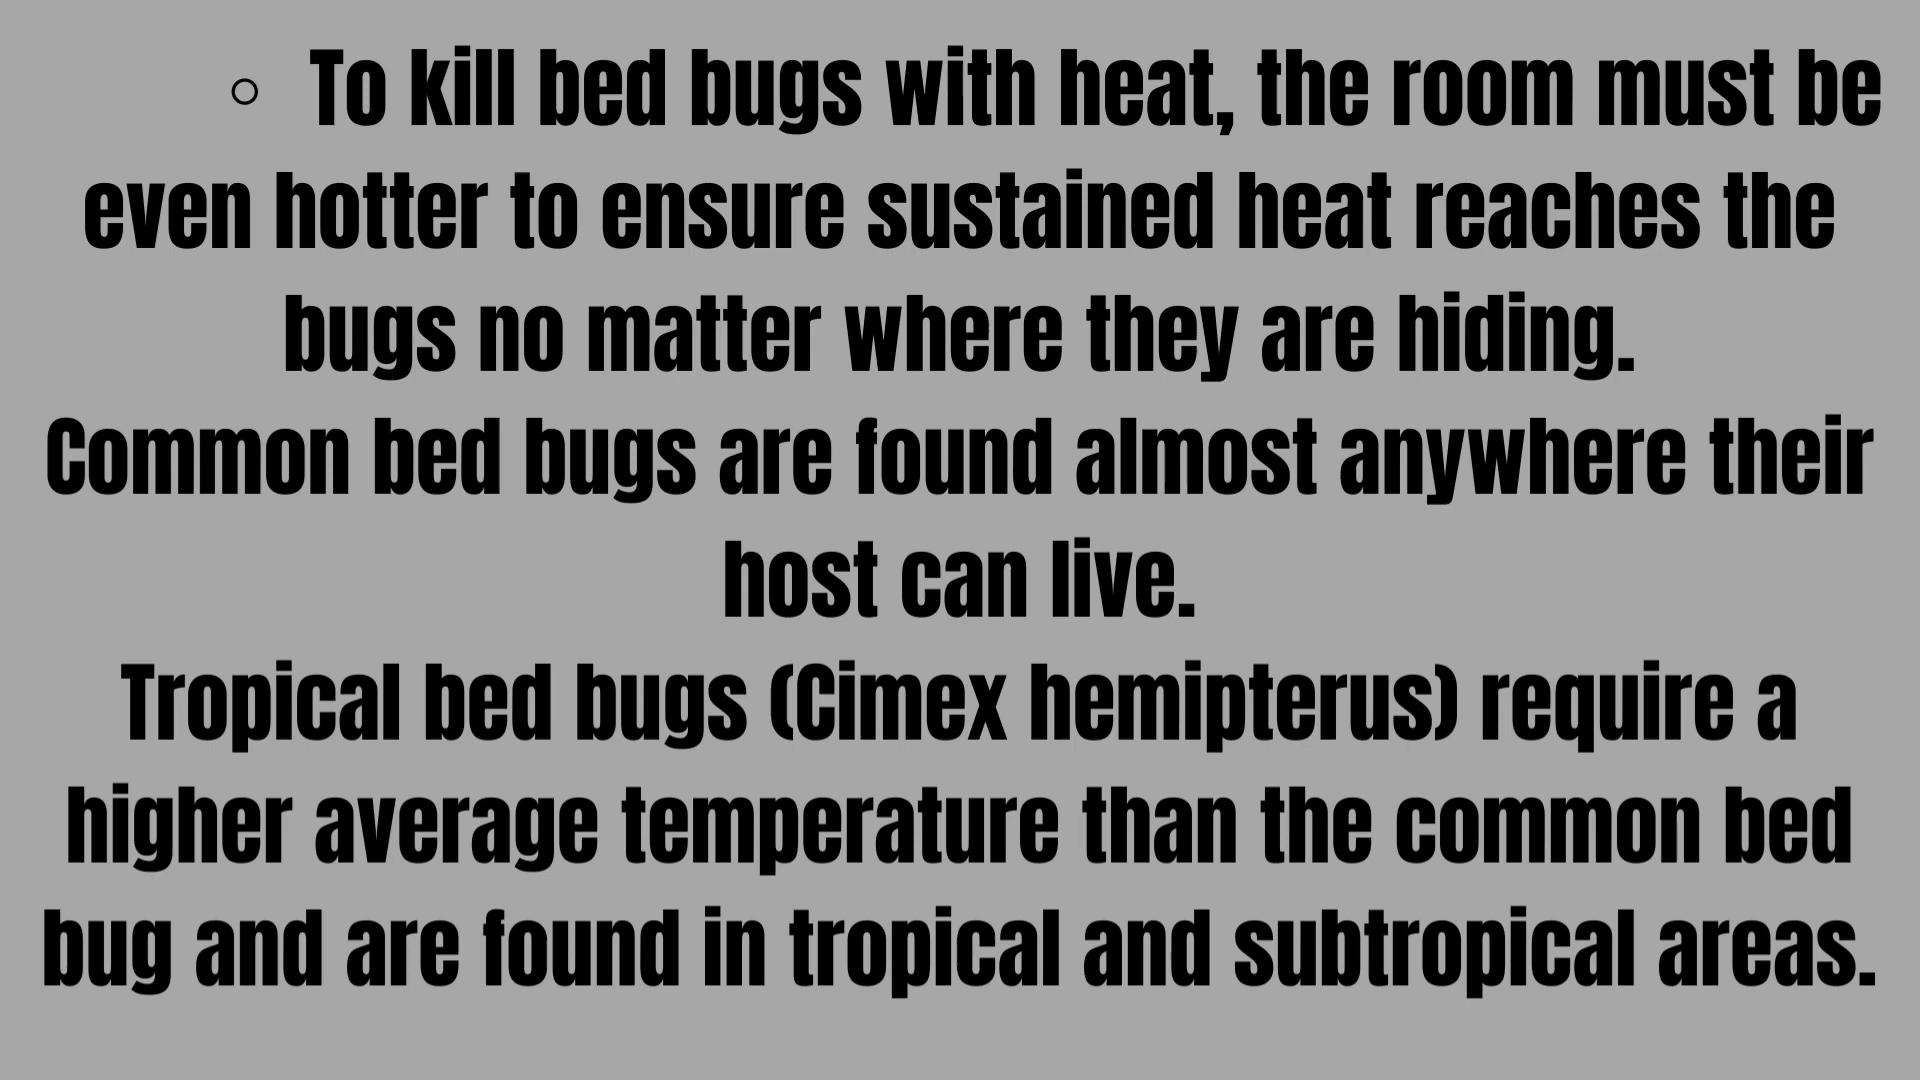 ◦ To kill bed bugs with heat, the room must be
even hotter to ensure sustained heat reaches the
bugs no matter where they are hiding.
Common bed bugs are found almost anywhere their
host can live.
Tropical bed bugs (Cimex hemipterus) require a
higher average temperature than the common bed
bug and are found in tropical and subtropical areas.